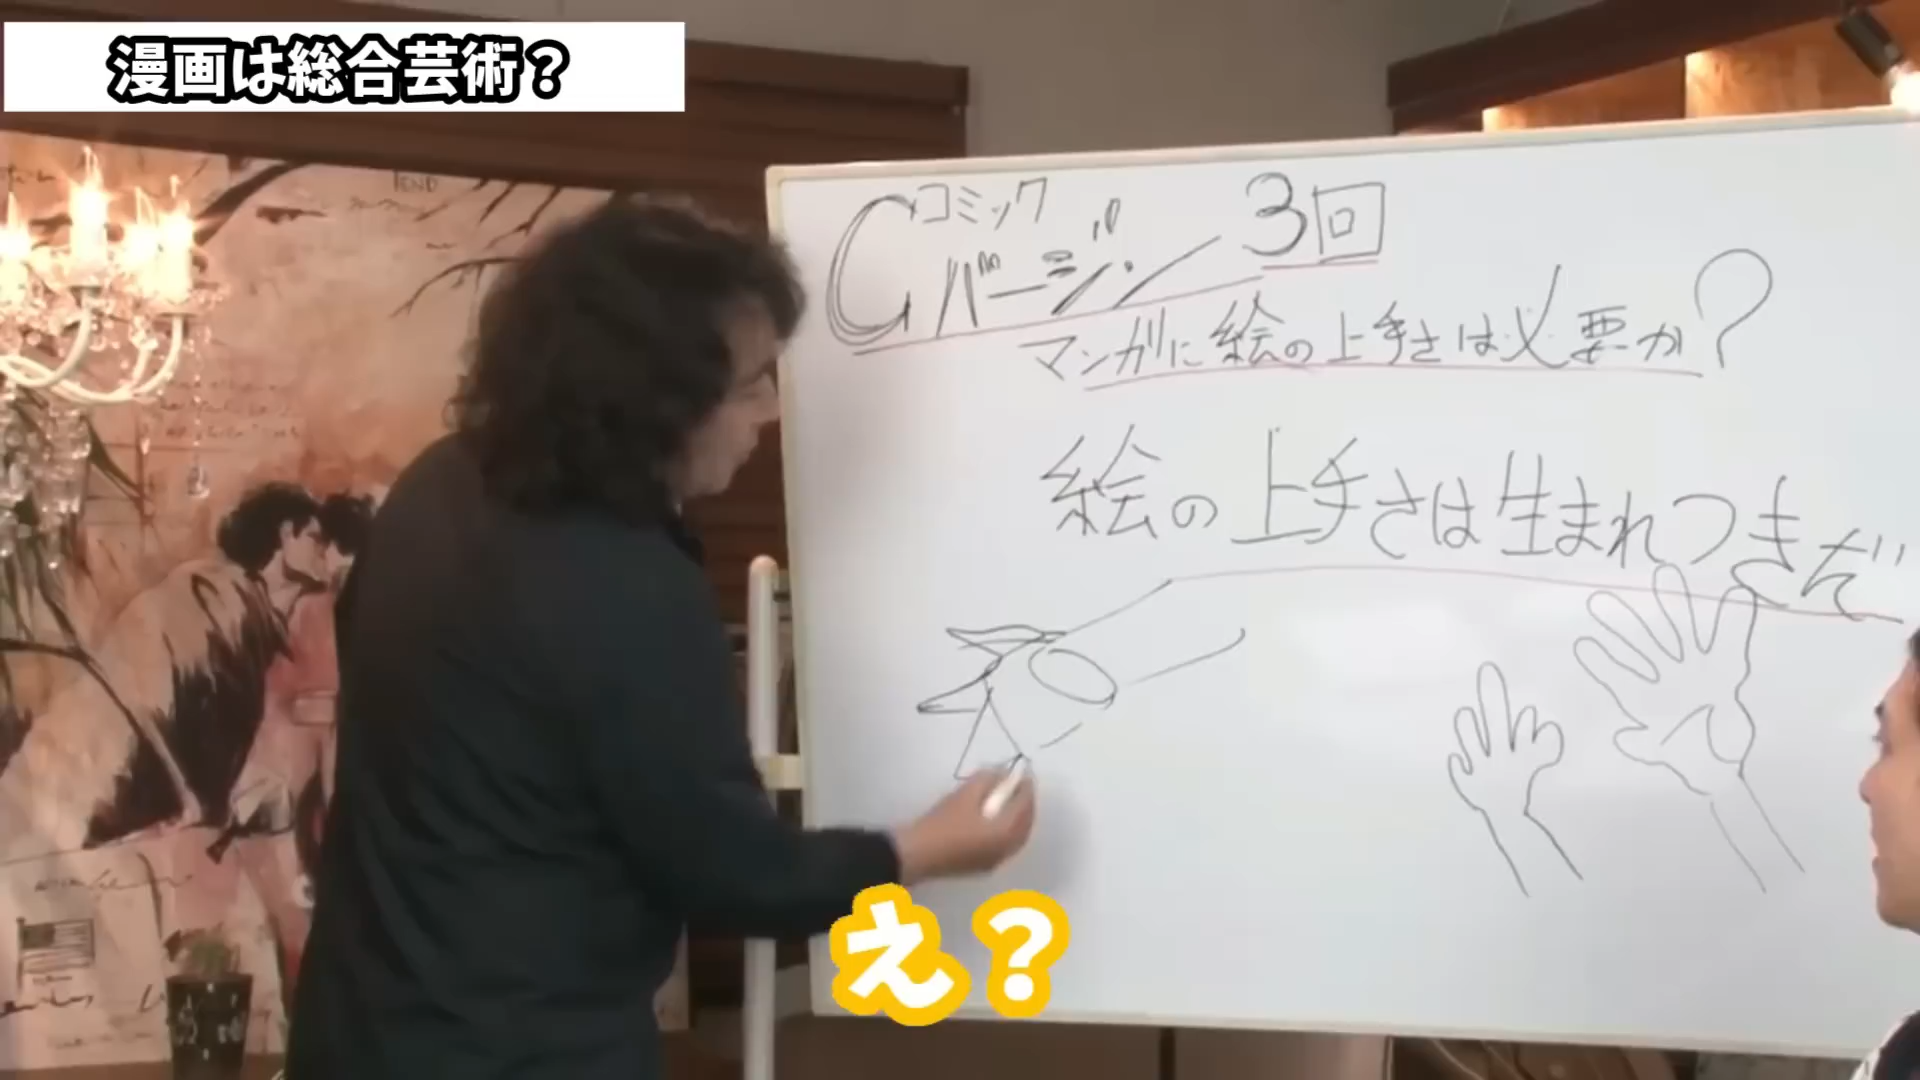 漫画は総合芸術？
コミック
Cバージン 3回
マンガに絵の上手さは必要か？
絵の上手さは生まれつきだ
え？